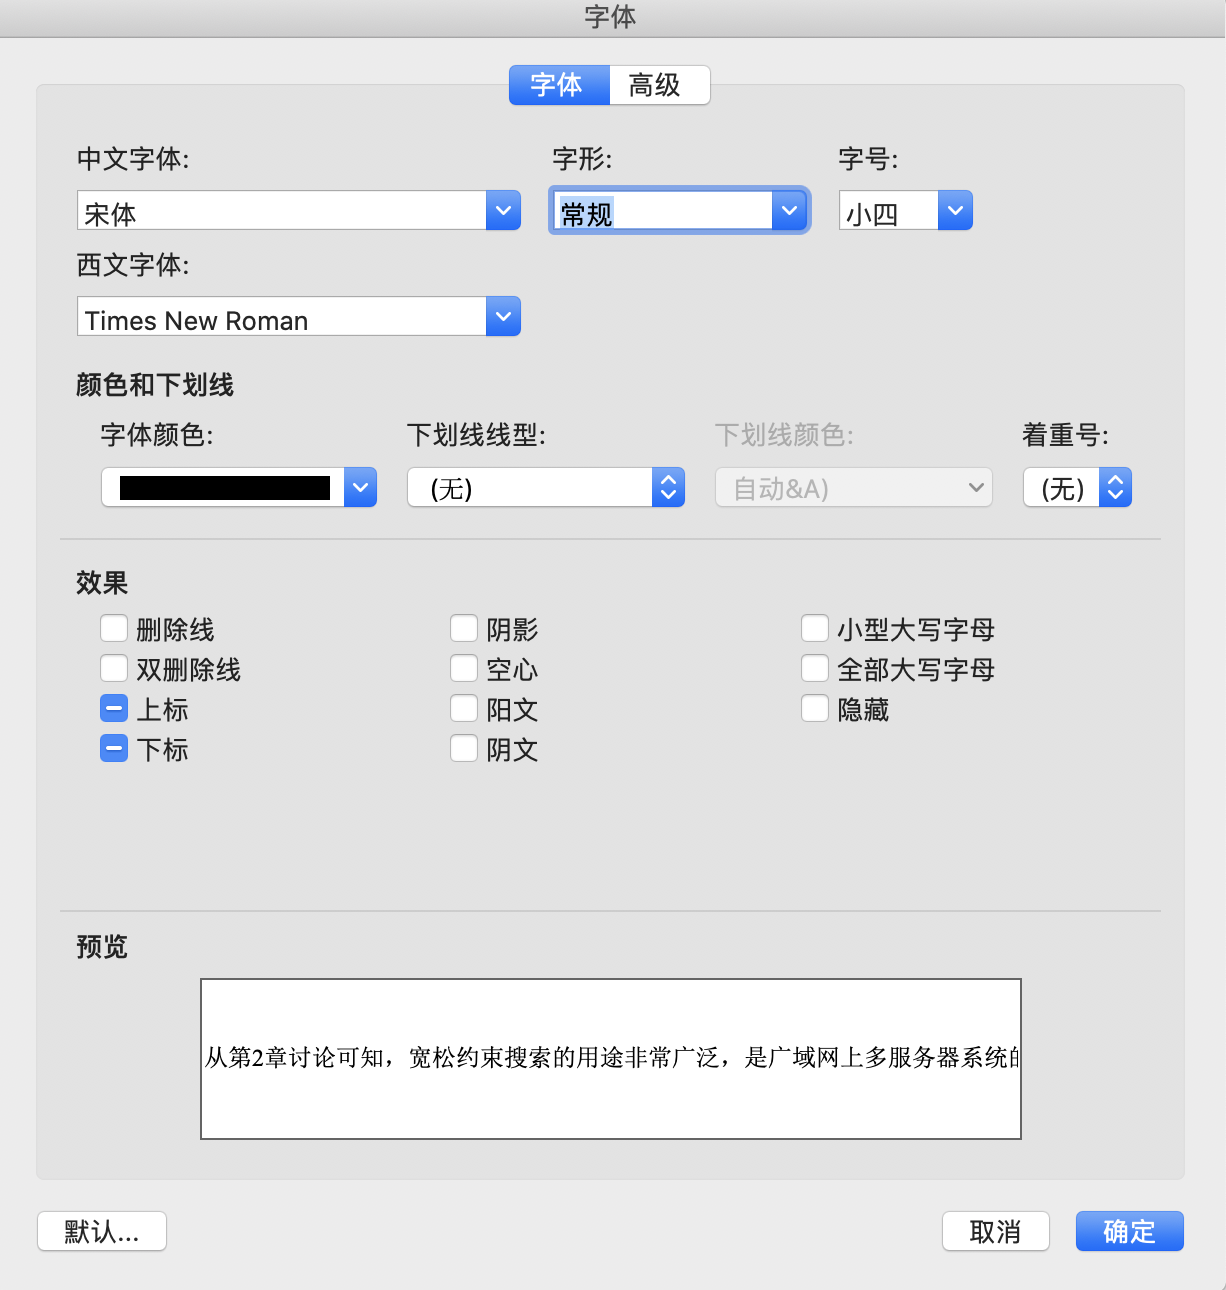 字体
字体 高级
中文字体: 字形: 字号:
宋体 常规 小四
西文字体:
Times New Roman
颜色和下划线
字体颜色: 下划线线型: 下划线颜色: 着重号:
(无) 自动&A) (无)
效果
删除线 阴影 小型大写字母
双删除线 空心 全部大写字母
上标 阳文 隐藏
下标 阴文
预览
从第2章讨论可知，宽松约束搜索的用途非常广泛，是广域网上多服务器系统
默认... 取消 确定